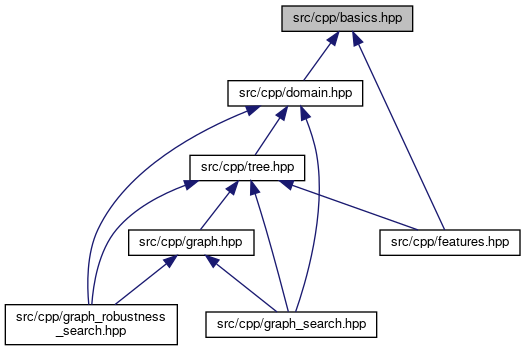 src/cpp/basics.hpp
src/cpp/domain.hpp
src/cpp/tree.hpp
src/cpp/graph.hpp
src/cpp/features.hpp
src/cpp/graph_robustness
_search.hpp
src/cpp/graph_search.hpp